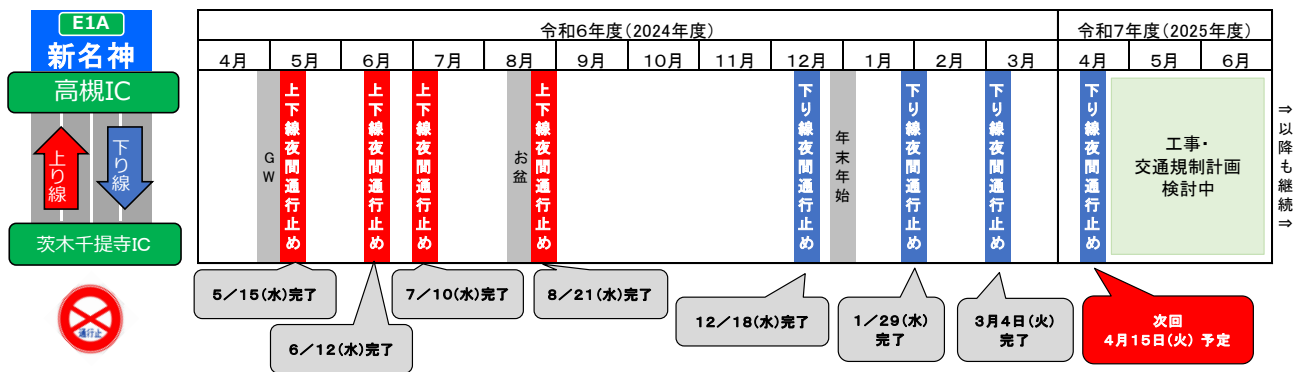 E1A
新名神
高槻IC
上り線
下り線
茨木千提寺IC
通行止
令和6年度(2024年度)
令和7年度(2025年度)
4月
5月
6月
7月
8月
9月
10月
11月
12月
1月
2月
3月
4月
5月
6月
GW
上下線夜間通行止め
上下線夜間通行止め
上下線夜間通行止め
お盆
上下線夜間通行止め
下り線夜間通行止め
年末年始
下り線夜間通行止め
下り線夜間通行止め
下り線夜間通行止め
工事・
交通規制計画
検討中
⇒以降も継続⇒
5/15(水)完了
6/12(水)完了
7/10(水)完了
8/21(水)完了
12/18(水)完了
1/29(水)
完了
3月4日(火)
完了
次回
4月15日(火) 予定